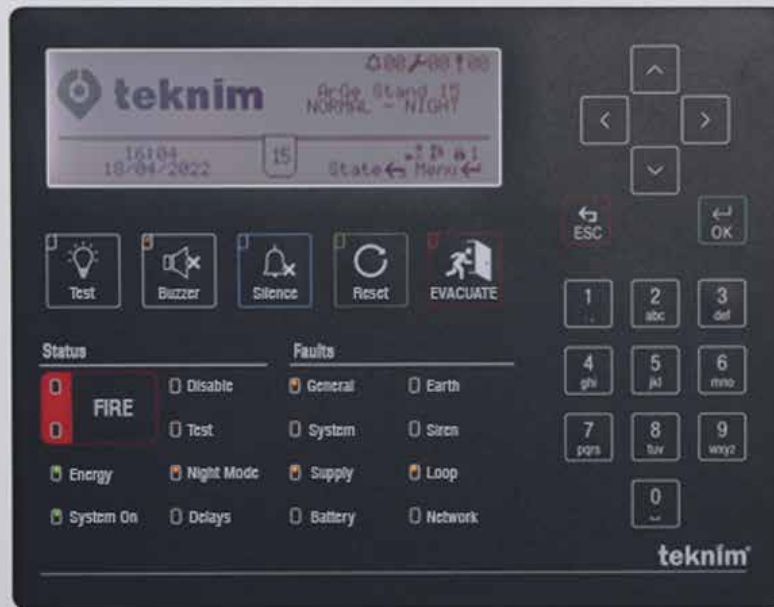 00 00 00
teknim
ArGe Stand 15
NORMAL - NIGHT
16:04
18/04/2022
15
State Menu
ESC
OK
Test
Buzzer
Silence
Reset
EVACUATE
1
.
2
abc
3
def
4
ghi
5
jkl
6
mno
7
pqrs
8
tuv
9
wxyz
0
Status
Faults
FIRE
Disable
General
Earth
Test
System
Siren
Energy
Night Mode
Supply
Loop
System On
Delays
Battery
Network
teknim